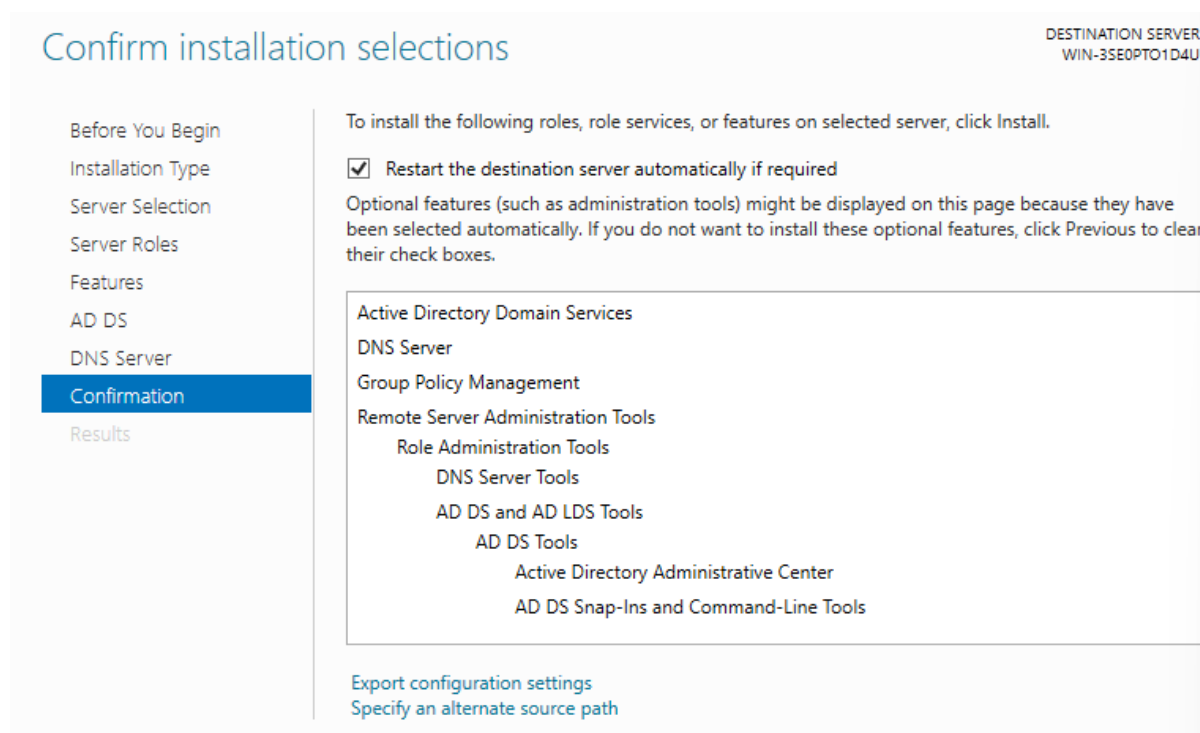 Confirm installation selections
DESTINATION SERVER
WIN-3SE0PTO1D4U
Before You Begin
Installation Type
Server Selection
Server Roles
Features
AD DS
DNS Server
Confirmation
Results
To install the following roles, role services, or features on selected server, click Install.
Restart the destination server automatically if required
Optional features (such as administration tools) might be displayed on this page because they have
been selected automatically. If you do not want to install these optional features, click Previous to clear
their check boxes.
Active Directory Domain Services
DNS Server
Group Policy Management
Remote Server Administration Tools
Role Administration Tools
DNS Server Tools
AD DS and AD LDS Tools
AD DS Tools
Active Directory Administrative Center
AD DS Snap-Ins and Command-Line Tools
Export configuration settings
Specify an alternate source path